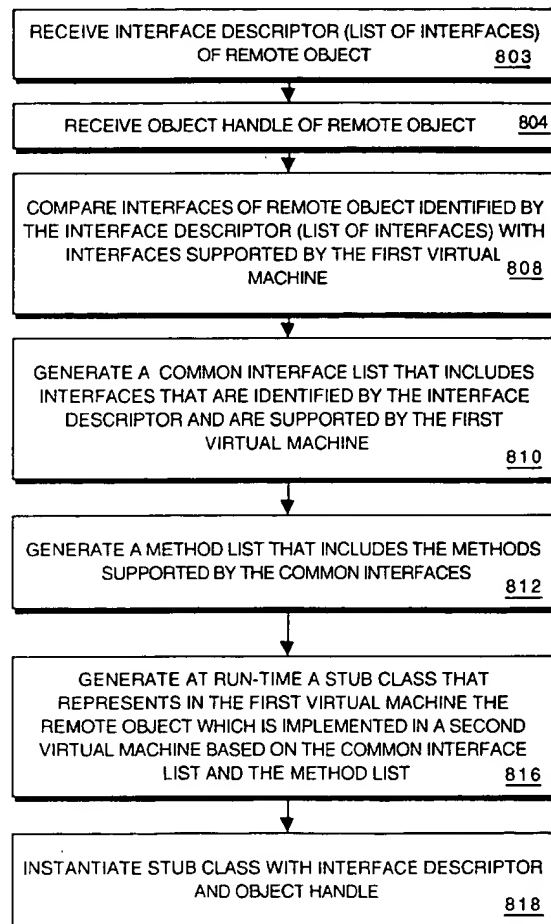 RECEIVE INTERFACE DESCRIPTOR (LIST OF INTERFACES)
OF REMOTE OBJECT
803
RECEIVE OBJECT HANDLE OF REMOTE OBJECT
804
COMPARE INTERFACES OF REMOTE OBJECT IDENTIFIED BY
THE INTERFACE DESCRIPTOR (LIST OF INTERFACES) WITH
INTERFACES SUPPORTED BY THE FIRST VIRTUAL
MACHINE
808
GENERATE A COMMON INTERFACE LIST THAT INCLUDES
INTERFACES THAT ARE IDENTIFIED BY THE INTERFACE
DESCRIPTOR AND ARE SUPPORTED BY THE FIRST
VIRTUAL MACHINE
810
GENERATE A METHOD LIST THAT INCLUDES THE METHODS
SUPPORTED BY THE COMMON INTERFACES
812
GENERATE AT RUN-TIME A STUB CLASS THAT
REPRESENTS IN THE FIRST VIRTUAL MACHINE THE
REMOTE OBJECT WHICH IS IMPLEMENTED IN A SECOND
VIRTUAL MACHINE BASED ON THE COMMON INTERFACE
LIST AND THE METHOD LIST
816
INSTANTIATE STUB CLASS WITH INTERFACE DESCRIPTOR
AND OBJECT HANDLE
818